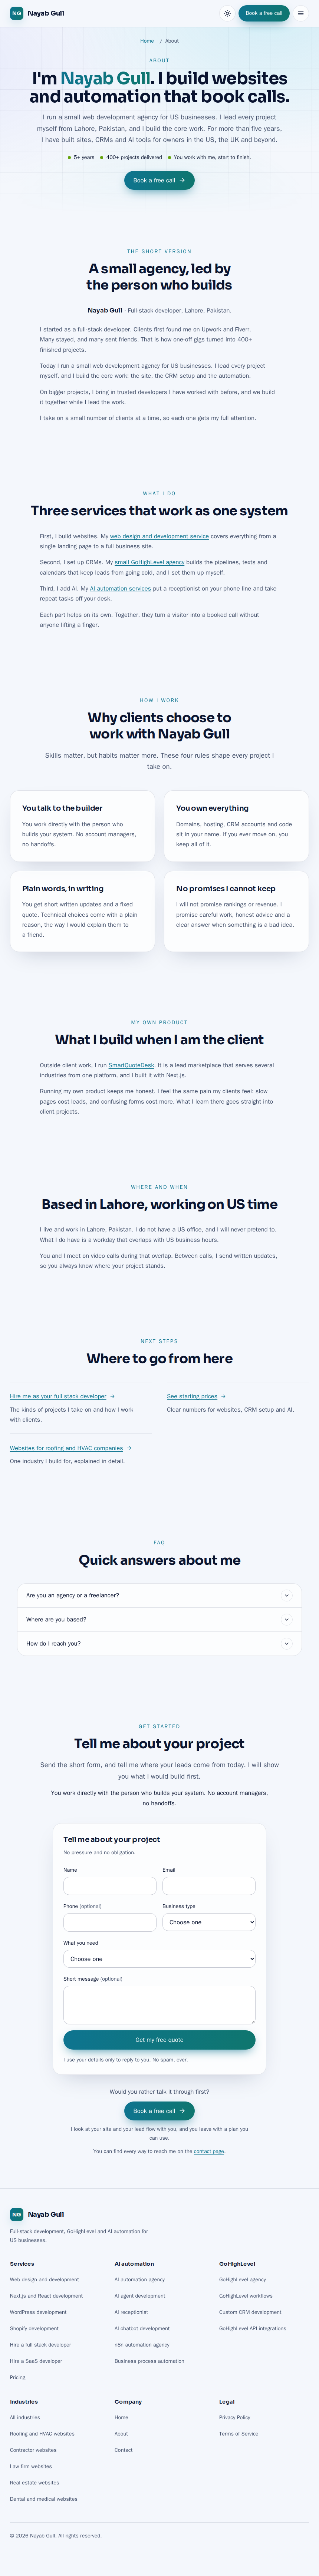 NG Nayab Gull Book a free call
Home / About
ABOUT
I'm Nayab Gull. I build websites
and automation that book calls.
I run a small web development agency for US businesses. I lead every project
myself from Lahore, Pakistan, and I build the core work. For more than five years,
I have built sites, CRMs and AI tools for owners in the US, the UK and beyond.
5+ years 400+ projects delivered You work with me, start to finish.
Book a free call →
THE SHORT VERSION
A small agency, led by
the person who builds
Nayab Gull · Full-stack developer, Lahore, Pakistan.
I started as a full-stack developer. Clients first found me on Upwork and Fiverr.
Many stayed, and many sent friends. That is how one-off gigs turned into 400+
finished projects.
Today I run a small web development agency for US businesses. I lead every project
myself, and I build the core work: the site, the CRM setup and the automation.
On bigger projects, I bring in trusted developers I have worked with before, and we build
it together while I lead the work.
I take on a small number of clients at a time, so each one gets my full attention.
WHAT I DO
Three services that work as one system
First, I build websites. My web design and development service covers everything from a
single landing page to a full business site.
Second, I set up CRMs. My small GoHighLevel agency builds the pipelines, texts and
calendars that keep leads from going cold, and I set them up myself.
Third, I add AI. My AI automation services put a receptionist on your phone line and take
repeat tasks off your desk.
Each part helps on its own. Together, they turn a visitor into a booked call without
anyone lifting a finger.
HOW I WORK
Why clients choose to
work with Nayab Gull
Skills matter, but habits matter more. These four rules shape every project I
take on.
You talk to the builder
You work directly with the person who
builds your system. No account managers,
no handoffs.
You own everything
Domains, hosting, CRM accounts and code
sit in your name. If you ever move on, you
keep all of it.
Plain words, in writing
You get short written updates and a fixed
quote. Technical choices come with a plain
reason, the way I would explain them to
a friend.
No promises I cannot keep
I will not promise rankings or revenue. I
promise careful work, honest advice and a
clear answer when something is a bad idea.
MY OWN PRODUCT
What I build when I am the client
Outside client work, I run SmartQuoteDesk. It is a lead marketplace that serves several
industries from one platform, and I built it with Next.js.
Running my own product keeps me honest. I feel the same pain my clients feel: slow
pages cost leads, and confusing forms cost more. What I learn there goes straight into
client projects.
WHERE AND WHEN
Based in Lahore, working on US time
I live and work in Lahore, Pakistan. I do not have a US office, and I will never pretend to.
What I do have is a workday that overlaps with US business hours.
You and I meet on video calls during that overlap. Between calls, I send written updates,
so you always know where your project stands.
NEXT STEPS
Where to go from here
Hire me as your full stack developer →
The kinds of projects I take on and how I work
with clients.
See starting prices →
Clear numbers for websites, CRM setup and AI.
Websites for roofing and HVAC companies →
One industry I build for, explained in detail.
FAQ
Quick answers about me
Are you an agency or a freelancer?
Where are you based?
How do I reach you?
GET STARTED
Tell me about your project
Send the short form, and tell me where your leads come from today. I will show
you what I would build first.
You work directly with the person who builds your system. No account managers,
no handoffs.
Tell me about your project
No pressure and no obligation.
Name Email
Phone (optional) Business type
Choose one
What you need
Choose one
Short message (optional)
Get my free quote
I use your details only to reply to you. No spam, ever.
Would you rather talk it through first?
Book a free call →
I look at your site and your lead flow with you, and you leave with a plan you
can use.
You can find every way to reach me on the contact page.
NG Nayab Gull
Full-stack development, GoHighLevel and AI automation for
US businesses.
Services
Web design and development
Next.js and React development
WordPress development
Shopify development
Hire a full stack developer
Hire a SaaS developer
Pricing
AI automation
AI automation agency
AI agent development
AI receptionist
AI chatbot development
n8n automation agency
Business process automation
GoHighLevel
GoHighLevel agency
GoHighLevel workflows
Custom CRM development
GoHighLevel API integrations
Industries
All industries
Roofing and HVAC websites
Contractor websites
Law firm websites
Real estate websites
Dental and medical websites
Company
Home
About
Contact
Legal
Privacy Policy
Terms of Service
© 2026 Nayab Gull. All rights reserved.